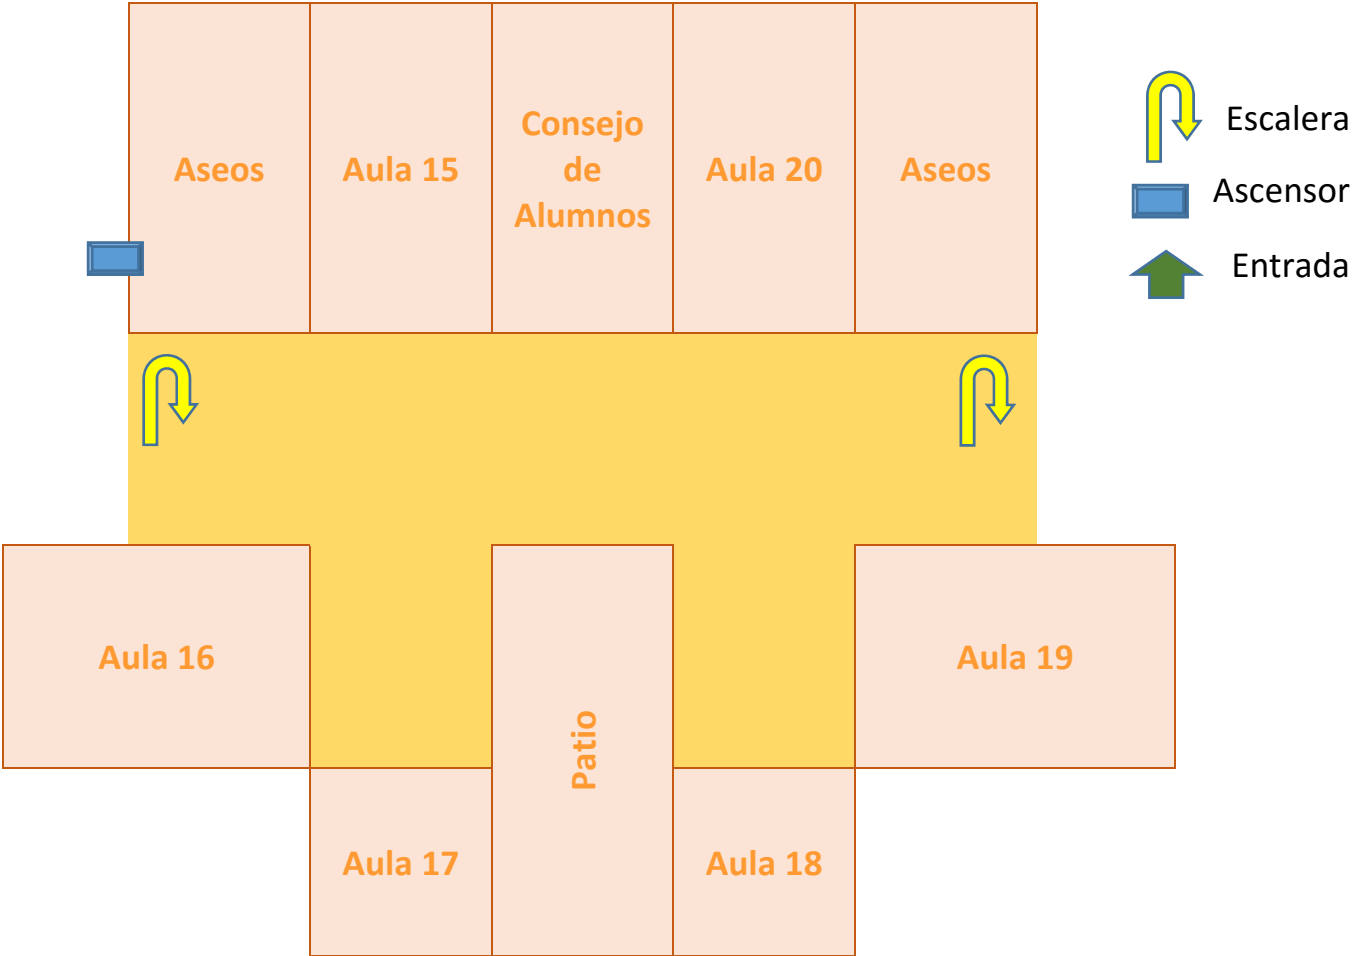 Aseos
Aula 15
Consejo
de
Alumnos
Aula 20
Aseos
Escalera
Ascensor
Entrada
Aula 16
Patio
Aula 19
Aula 17
Aula 18